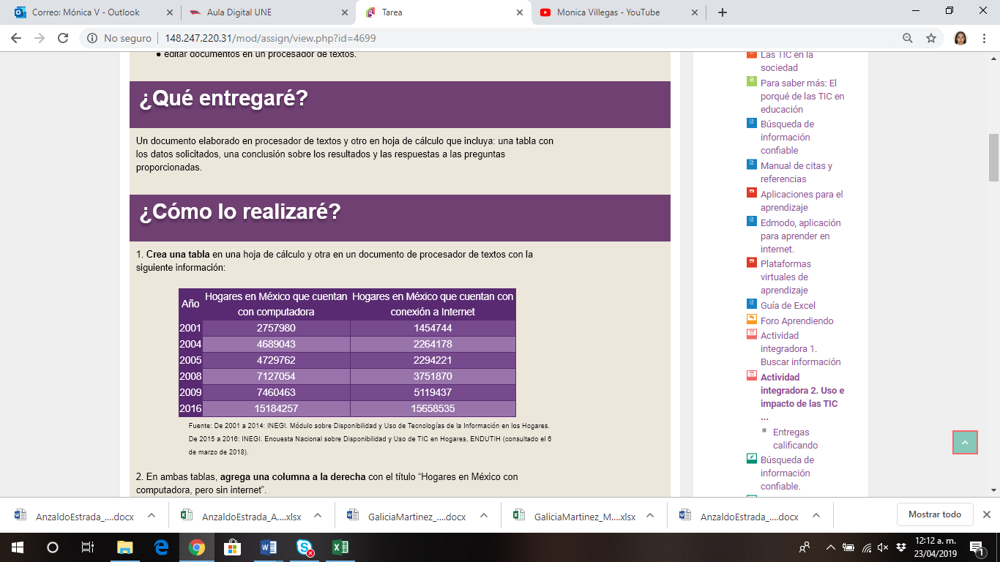 Correo: Mónica V - Outlook
Aula Digital UNE
Tarea
Monica Villegas - YouTube
No seguro
148.247.220.31/mod/assign/view.php?id=4699
● editar documentos en un procesador de textos.
¿Qué entregaré?
Un documento elaborado en procesador de textos y otro en hoja de cálculo que incluya: una tabla con
los datos solicitados, una conclusión sobre los resultados y las respuestas a las preguntas
proporcionadas.
¿Cómo lo realizaré?
1. Crea una tabla en una hoja de cálculo y otra en un documento de procesador de textos con la
siguiente información:
Año Hogares en México que cuentan con computadora Hogares en México que cuentan con conexión a Internet
2001 2757980 1454744
2004 4689043 2264178
2005 4729762 2294221
2008 7127054 3751870
2009 7460463 5119437
2016 15184257 15658535
Fuente: De 2001 a 2014: INEGI. Módulo sobre Disponibilidad y Uso de Tecnologías de la Información en los Hogares.
De 2015 a 2016: INEGI. Encuesta Nacional sobre Disponibilidad y Uso de TIC en Hogares, ENDUTIH (consultado el 6
de marzo de 2018).
2. En ambas tablas, agrega una columna a la derecha con el título “Hogares en México con
computadora, pero sin internet”.
Las TIC en la
sociedad
Para saber más: El
porqué de las TIC en
educación
Búsqueda de
información
confiable
Manual de citas y
referencias
Aplicaciones para el
aprendizaje
Edmodo, aplicación
para aprender en
internet.
Plataformas
virtuales de
aprendizaje
Guía de Excel
Foro Aprendiendo
Actividad
integradora 1.
Buscar información
Actividad
integradora 2. Uso e
impacto de las TIC
...
Entregas
calificando
Búsqueda de
información
confiable.
AnzaldoEstrada_....docx
AnzaldoEstrada_A....xlsx
GaliciaMartinez_....docx
GaliciaMartinez_M....xlsx
AnzaldoEstrada_....docx
Mostrar todo
12:12 a. m.
23/04/2019
1